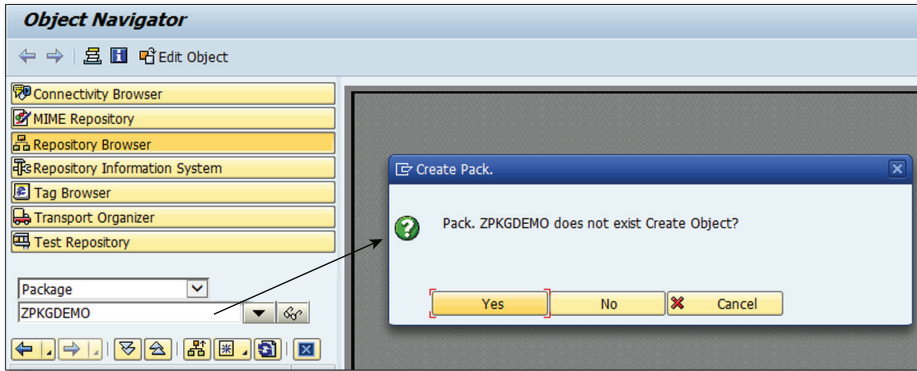 Object Navigator
Edit Object
Connectivity Browser
MIME Repository
Repository Browser
Repository Information System
Tag Browser
Transport Organizer
Test Repository
Package
ZPKGDEMO
Create Pack.
Pack. ZPKGDEMO does not exist Create Object?
Yes No Cancel